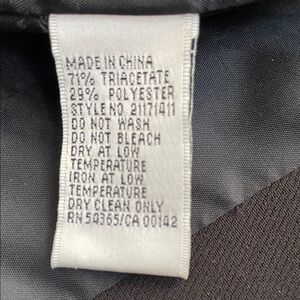 MADE IN CHINA
71% TRIACETATE
29% POLYESTER
STYLE NO 21171411
DO NOT WASH
DO NOT BLEACH
DRY AT LOW
TEMPERATURE
IRON AT LOW
TEMPERATURE
DRY CLEAN ONLY
RN 54365/CA 00142